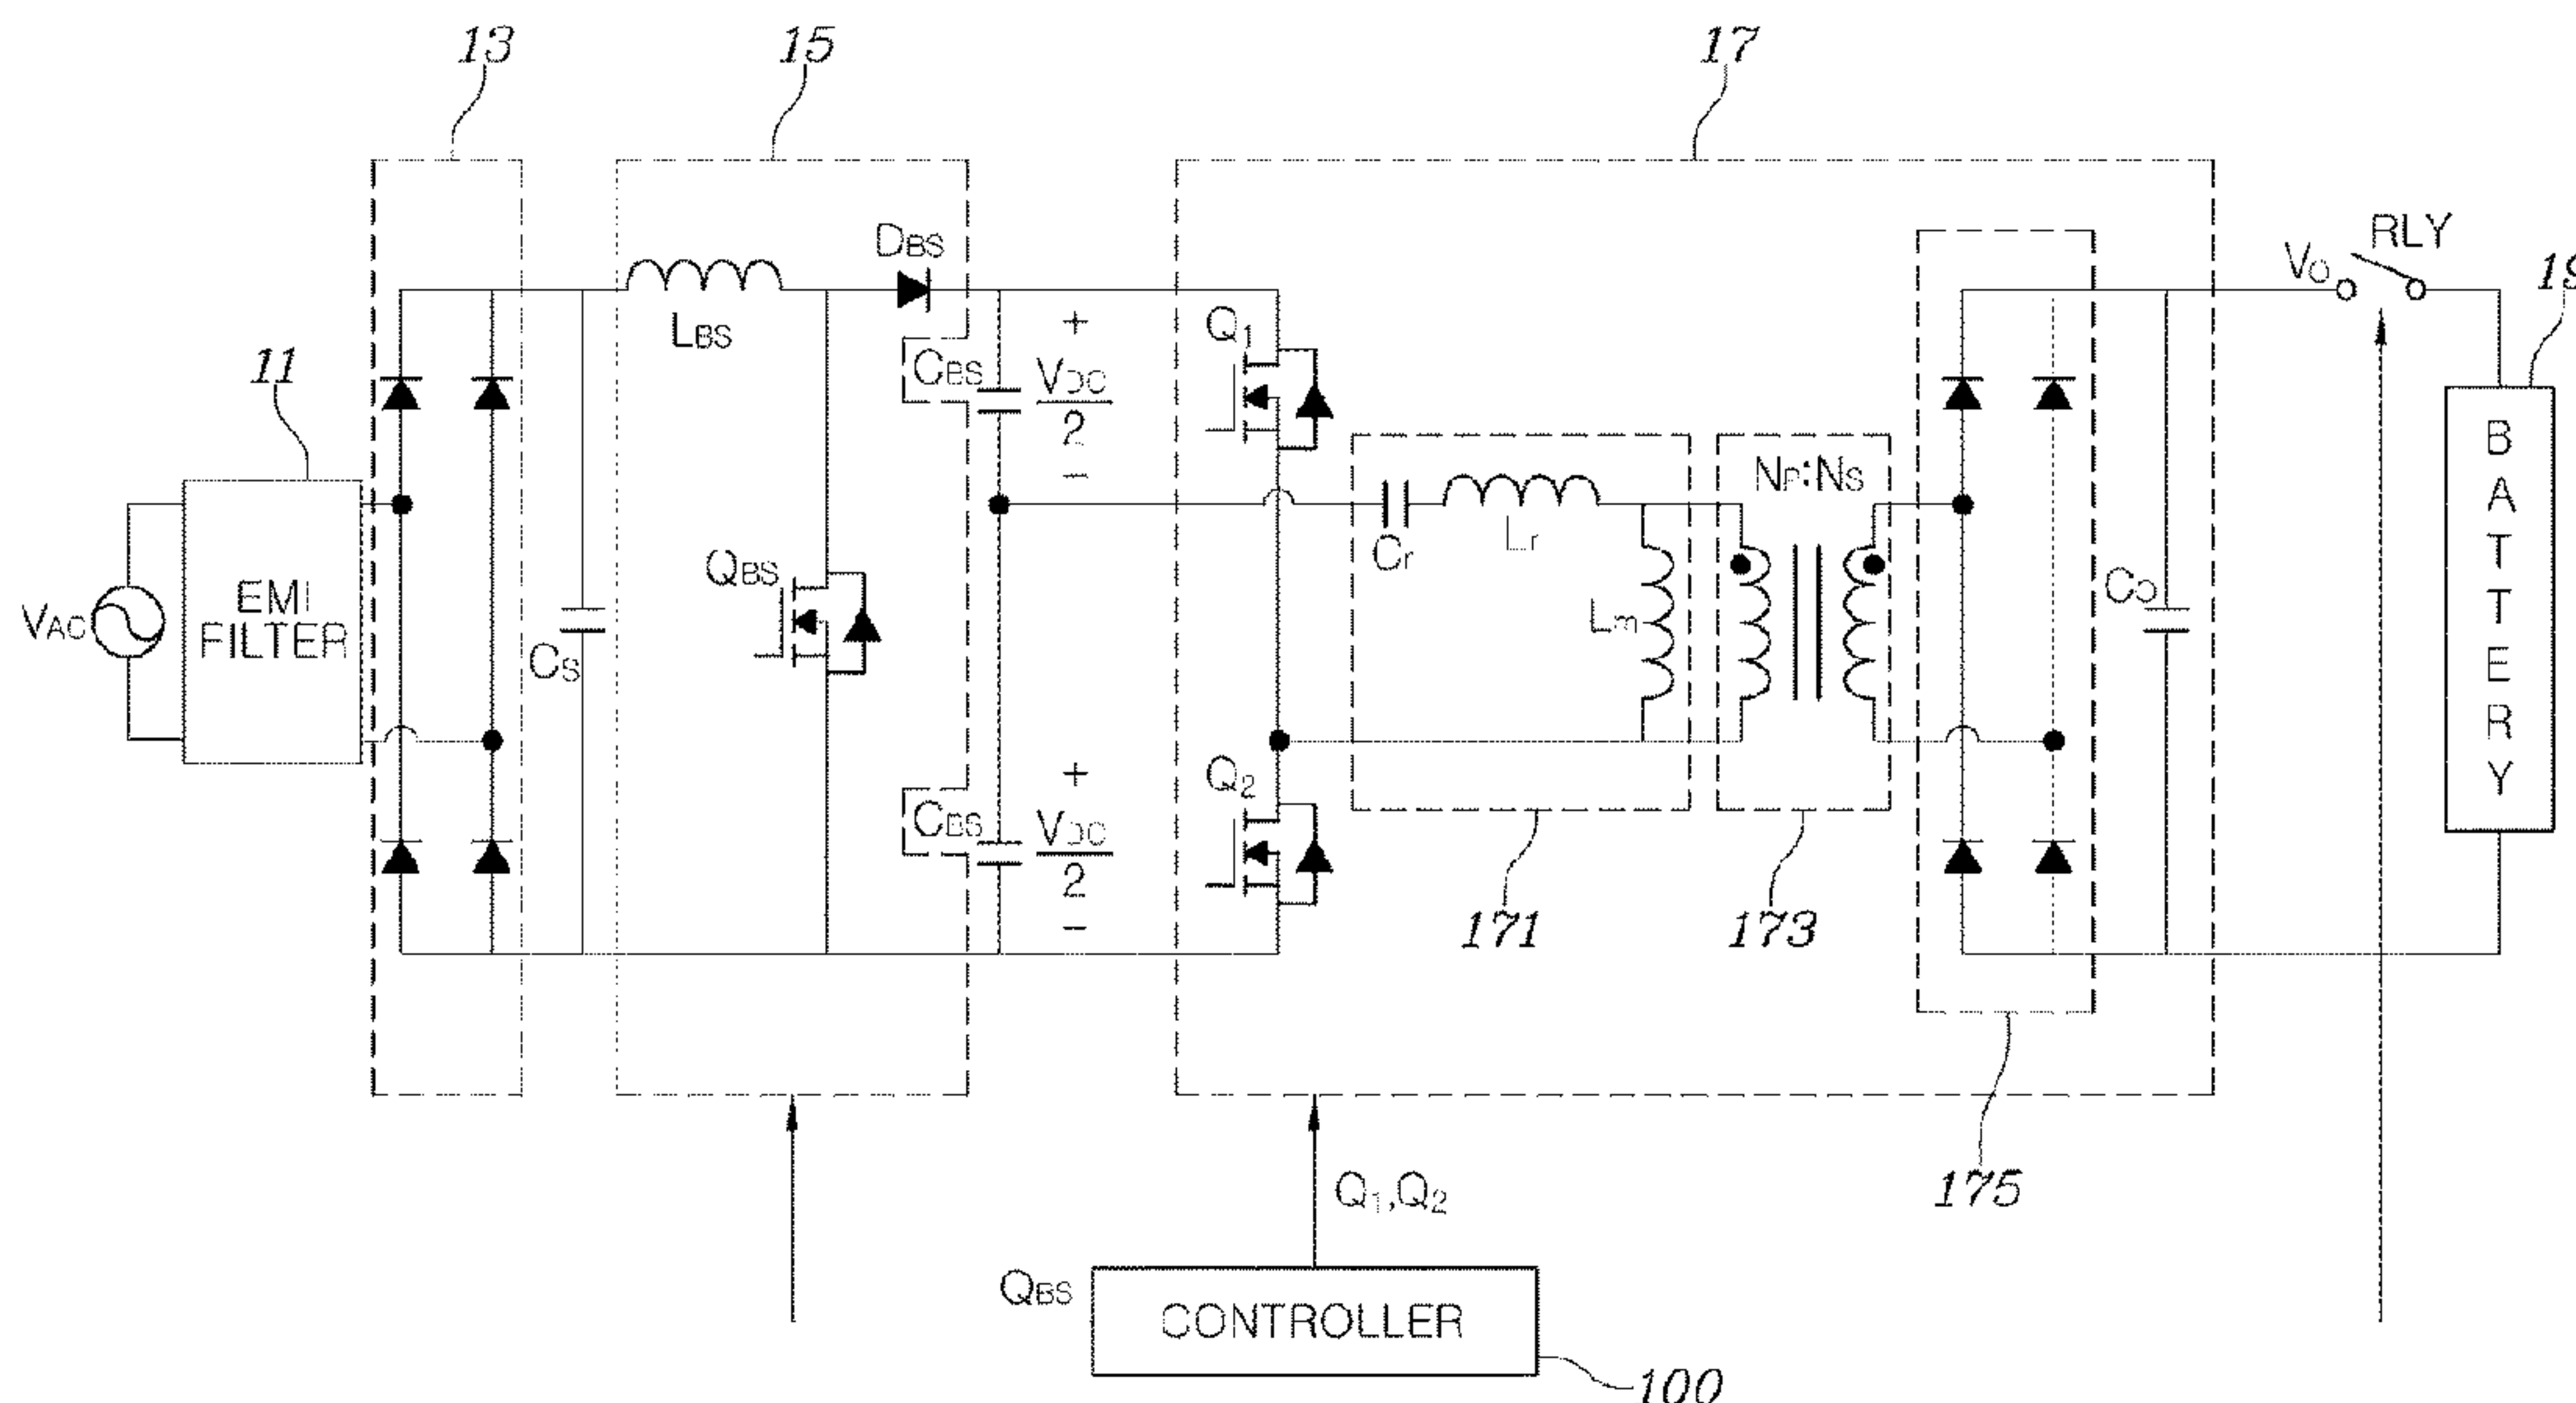 13
15
17
DBS
LBS
VO
RLY
19
Q1
11
CBS
+
VDC
2
-
NP:NS
Cr
Lr
QBS
EMI
FILTER
VAC
CS
Lm
CO
BATTERY
Q2
+
CBS
VDC
2
-
171
173
175
Q1,Q2
QBS
CONTROLLER
100